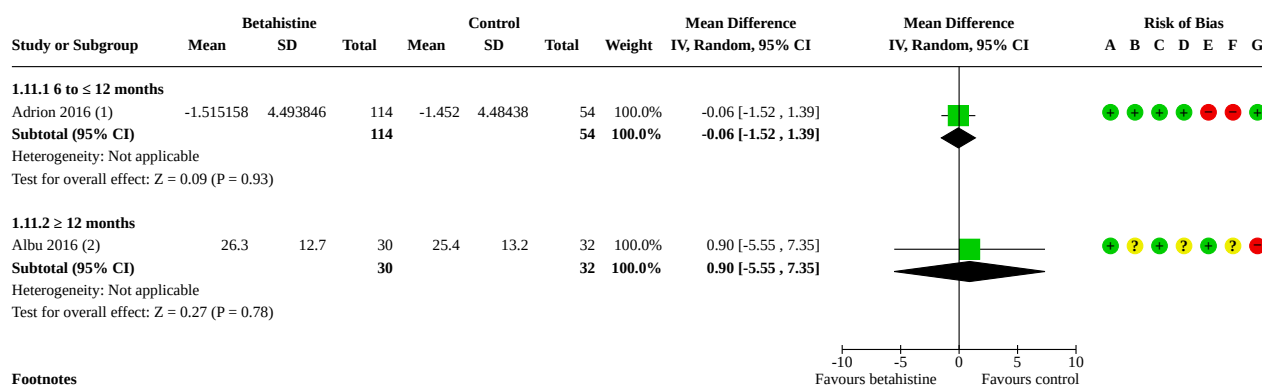 Betahistine Control Mean Difference Mean Difference Risk of Bias
Study or Subgroup Mean SD Total Mean SD Total Weight IV, Random, 95% CI IV, Random, 95% CI A B C D E F G
1.11.1 6 to ≤ 12 months
Adrion 2016 (1) -1.515158 4.493846 114 -1.452 4.48438 54 100.0% -0.06 [-1.52 , 1.39] + + + + − − +
Subtotal (95% CI) 114 54 100.0% -0.06 [-1.52 , 1.39]
Heterogeneity: Not applicable
Test for overall effect: Z = 0.09 (P = 0.93)
1.11.2 ≥ 12 months
Albu 2016 (2) 26.3 12.7 30 25.4 13.2 32 100.0% 0.90 [-5.55 , 7.35] + ? + ? + ? −
Subtotal (95% CI) 30 32 100.0% 0.90 [-5.55 , 7.35]
Heterogeneity: Not applicable
Test for overall effect: Z = 0.27 (P = 0.78)
-10 -5 0 5 10
Favours betahistine Favours control
Footnotes